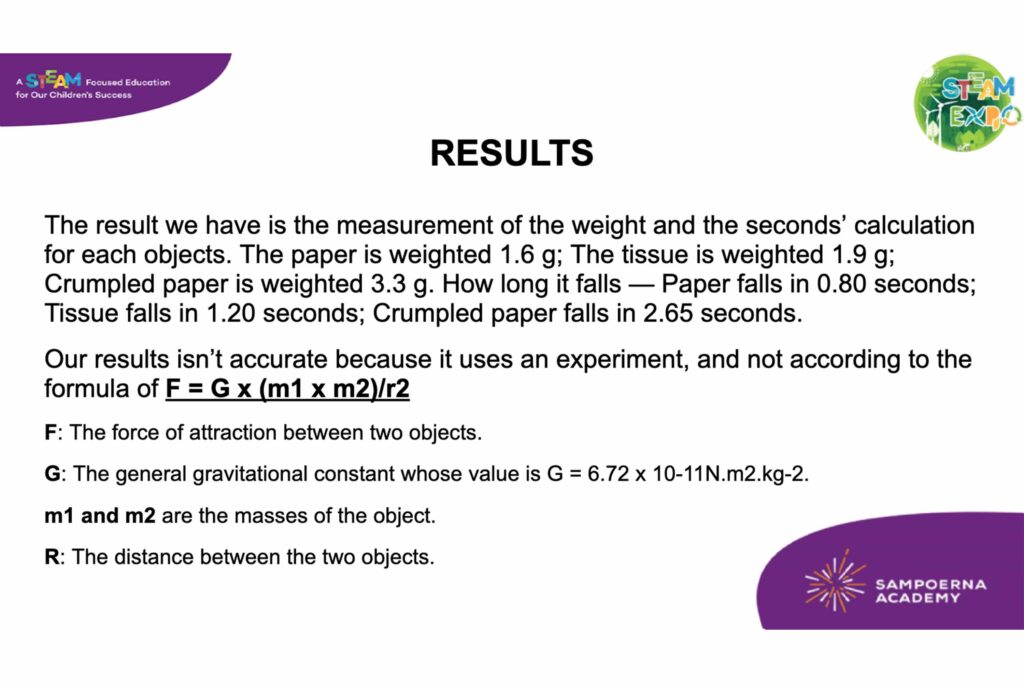 A STEAM Focused Education
for Our Children's Success
STEAM
EXPO
RESULTS
The result we have is the measurement of the weight and the seconds’ calculation
for each objects. The paper is weighted 1.6 g; The tissue is weighted 1.9 g;
Crumpled paper is weighted 3.3 g. How long it falls — Paper falls in 0.80 seconds;
Tissue falls in 1.20 seconds; Crumpled paper falls in 2.65 seconds.
Our results isn’t accurate because it uses an experiment, and not according to the
formula of F = G x (m1 x m2)/r2
F: The force of attraction between two objects.
G: The general gravitational constant whose value is G = 6.72 x 10-11N.m2.kg-2.
m1 and m2 are the masses of the object.
R: The distance between the two objects.
SAMPOERNA
ACADEMY